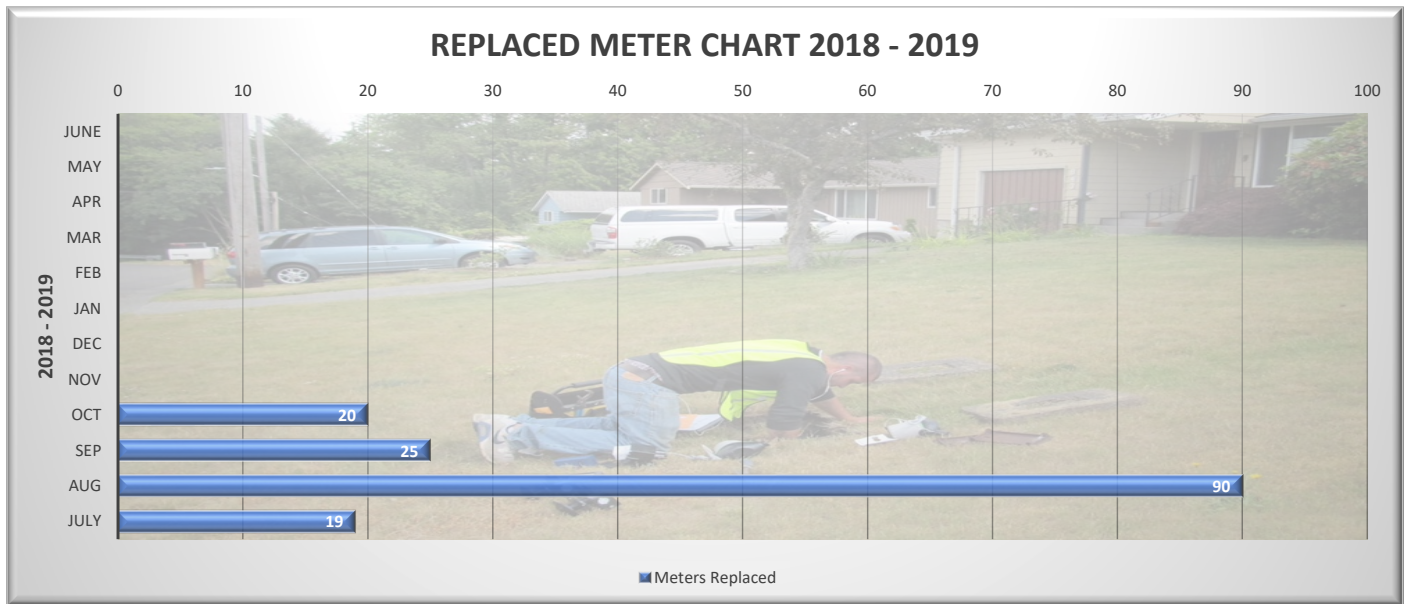 REPLACED METER CHART 2018 - 2019
0 10 20 30 40 50 60 70 80 90 100
2018 - 2019
JUNE
MAY
APR
MAR
FEB
JAN
DEC
NOV
OCT 20
SEP 25
AUG 90
JULY 19
Meters Replaced